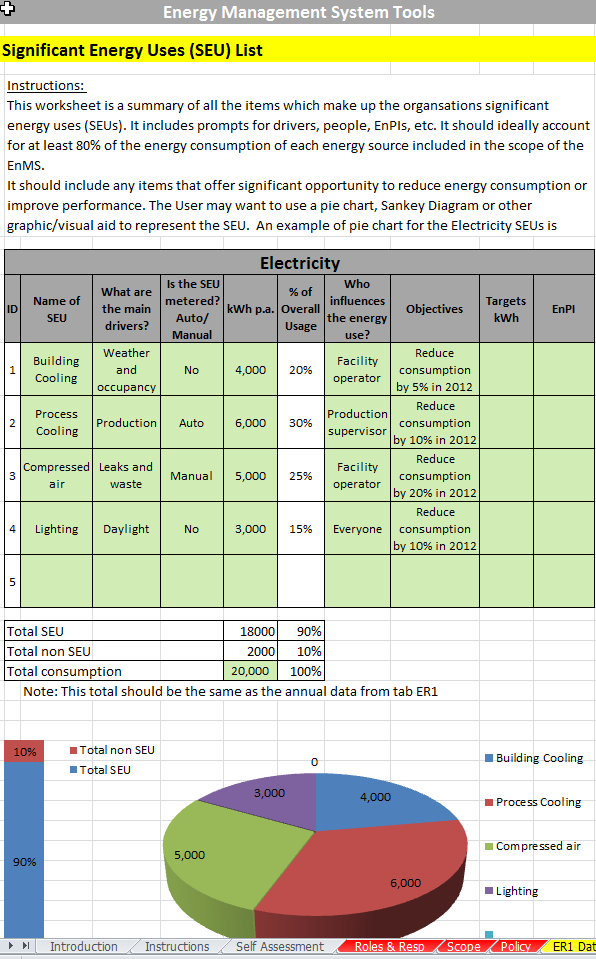 Energy Management System Tools
Significant Energy Uses (SEU) List
Instructions:
This worksheet is a summary of all the items which make up the organsations significant
energy uses (SEUs). It includes prompts for drivers, people, EnPIs, etc. It should ideally account
for at least 80% of the energy consumption of each energy source included in the scope of the
EnMS.
It should include any items that offer significant opportunity to reduce energy consumption or
improve performance. The User may want to use a pie chart, Sankey Diagram or other
graphic/visual aid to represent the SEU.  An example of pie chart for the Electricity SEUs is
Electricity
ID
Name of
SEU
What are
the main
drivers?
Is the SEU
metered?
Auto/
Manual
kWh p.a.
% of
Overall
Usage
Who
influences
the energy
use?
Objectives
Targets
kWh
EnPI
1
Building
Cooling
Weather
and
occupancy
No
4,000
20%
Facility
operator
Reduce
consumption
by 5% in 2012
2
Process
Cooling
Production
Auto
6,000
30%
Production
supervisor
Reduce
consumption
by 10% in 2012
3
Compressed
air
Leaks and
waste
Manual
5,000
25%
Facility
operator
Reduce
consumption
by 20% in 2012
4
Lighting
Daylight
No
3,000
15%
Everyone
Reduce
consumption
by 10% in 2012
5
Total SEU 18000 90%
Total non SEU 2000 10%
Total consumption 20,000 100%
Note: This total should be the same as the annual data from tab ER1
10%
90%
Total non SEU
Total SEU
0
3,000
4,000
5,000
6,000
Building Cooling
Process Cooling
Compressed air
Lighting
Introduction Instructions Self Assessment Roles & Resp Scope Policy ER1 Dat